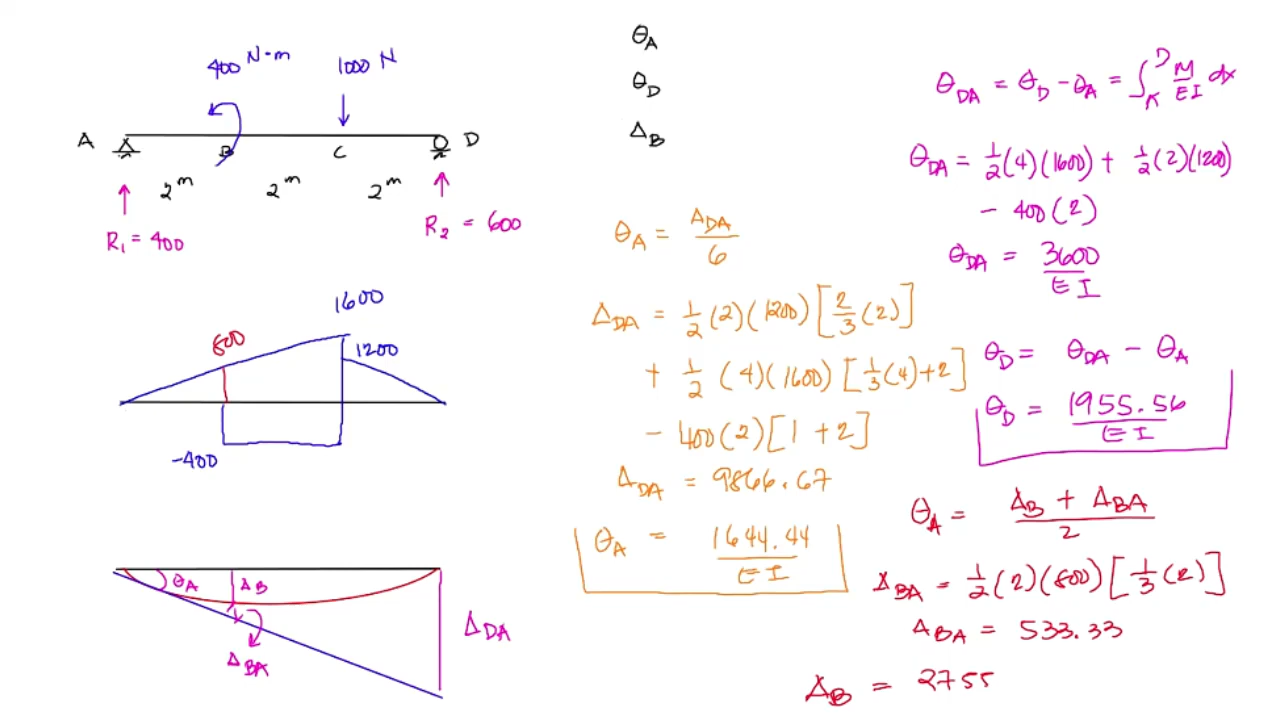 400 N·m
1000 N
A
D
B
C
2 m
2 m
2 m
R₁ = 400
R₂ = 600
1600
800
1200
-400
θA
ΔB
ΔBA
ΔDA
θA
θD
ΔB
θA = ΔDA / 6
ΔDA = 1/2 (2)(1200) [2/3 (2)]
+ 1/2 (4)(1600) [1/3 (4) + 2]
- 400 (2) [1 + 2]
ΔDA = 9866.67
θA = 1644.44 / EI
θDA = θD - θA = ∫A^D M/EI dx
θDA = 1/2 (4)(1600) + 1/2 (2)(1200)
- 400 (2)
θDA = 3600 / EI
θD = θDA - θA
θD = 1955.56 / EI
θA = ΔB + ΔBA / 2
ΔBA = 1/2 (2)(800) [1/3 (2)]
ΔBA = 533.33
ΔB = 2755